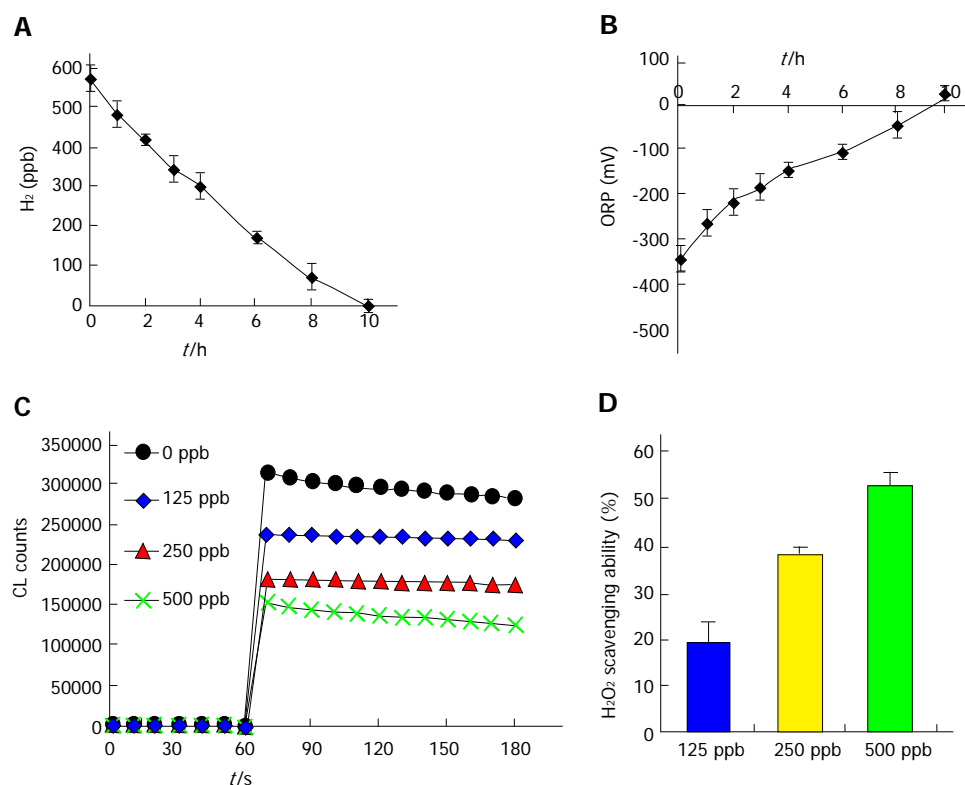 A
H2 (ppb)
600
500
400
300
200
100
0
0 2 4 6 8 10
t/h
B
t/h
ORP (mV)
100
0
-100
-200
-300
-400
-500
0 2 4 6 8 10
C
CL counts
350000
300000
250000
200000
150000
100000
50000
0
0 ppb
125 ppb
250 ppb
500 ppb
0 30 60 90 120 150 180
t/s
D
H2O2 scavenging ability (%)
60
50
40
30
20
10
0
125 ppb 250 ppb 500 ppb